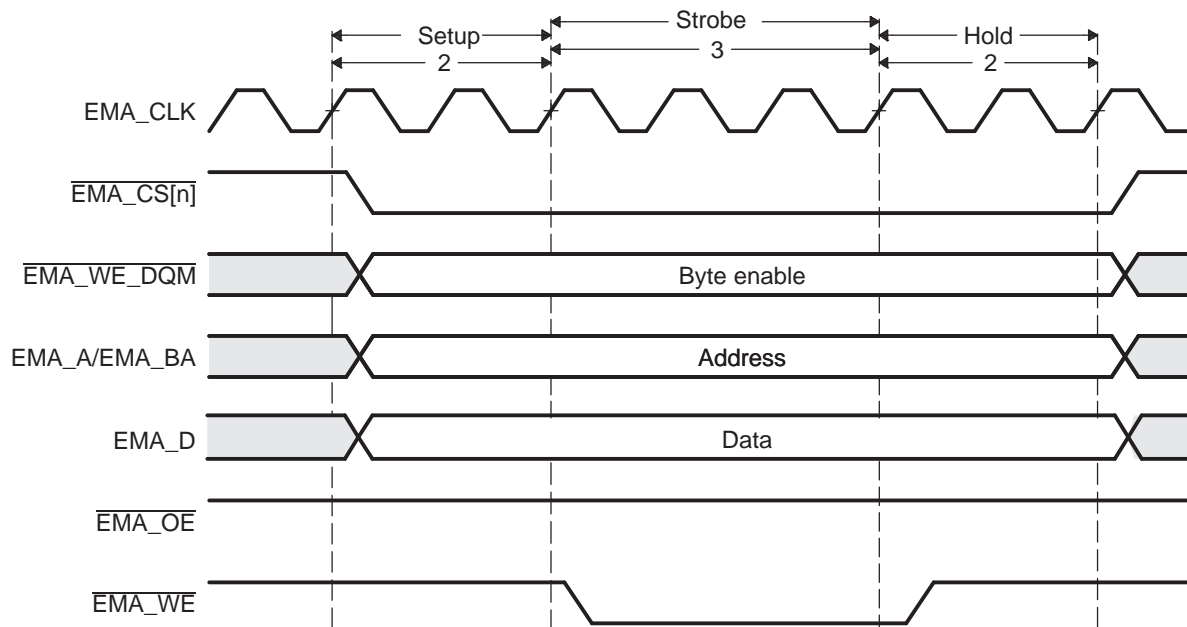 Setup
Strobe
Hold
2
3
2
EMA_CLK
EMA_CS[n]
EMA_WE_DQM
Byte enable
EMA_A/EMA_BA
Address
EMA_D
Data
EMA_OE
EMA_WE